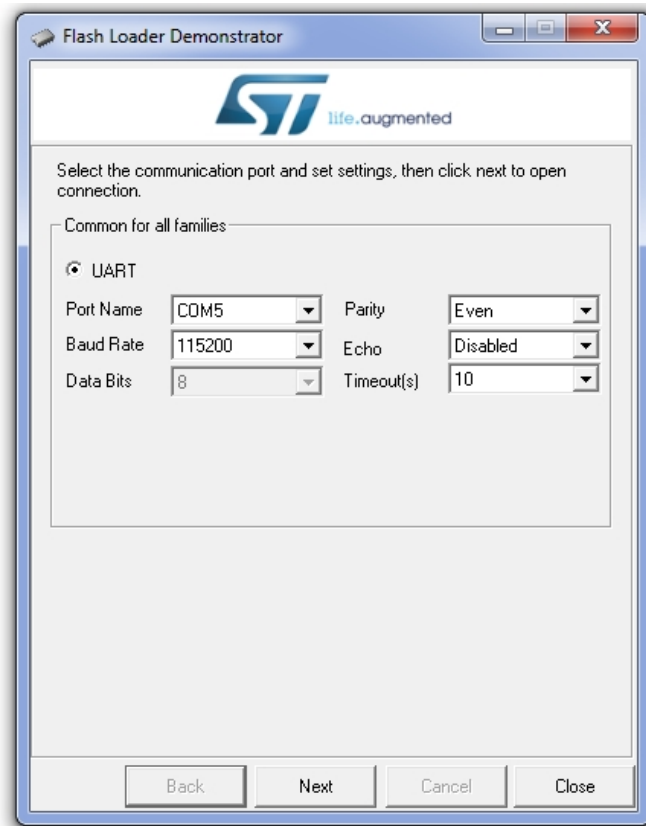 Flash Loader Demonstrator
ST
life.augmented
Select the communication port and set settings, then click next to open
connection.
Common for all families
UART
Port Name COM5 Parity Even
Baud Rate 115200 Echo Disabled
Data Bits 8 Timeout(s) 10
Back Next Cancel Close